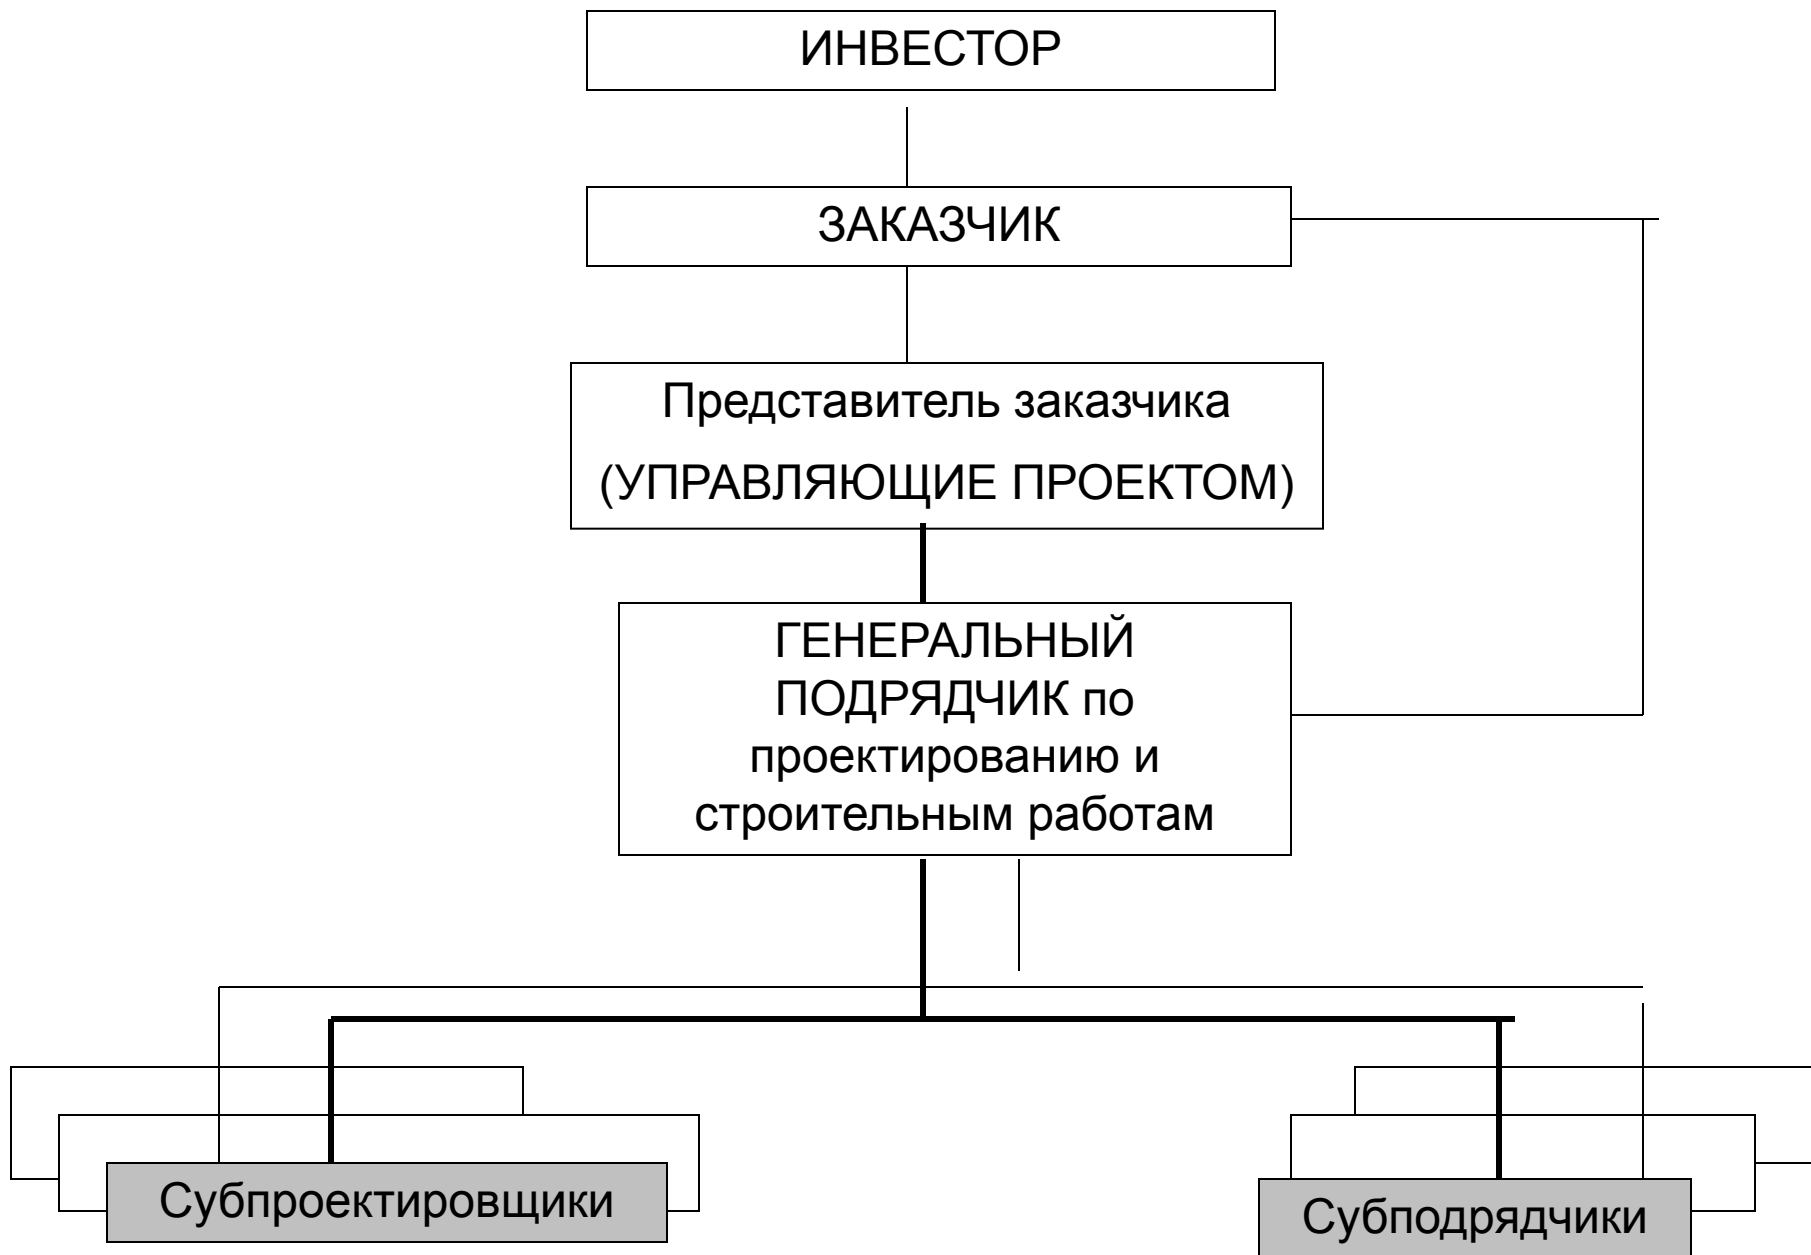 ИНВЕСТОР
ЗАКАЗЧИК
Представитель заказчика
(УПРАВЛЯЮЩИЕ ПРОЕКТОМ)
ГЕНЕРАЛЬНЫЙ
ПОДРЯДЧИК по
проектированию и
строительным работам
Субпроектировщики
Субподрядчики